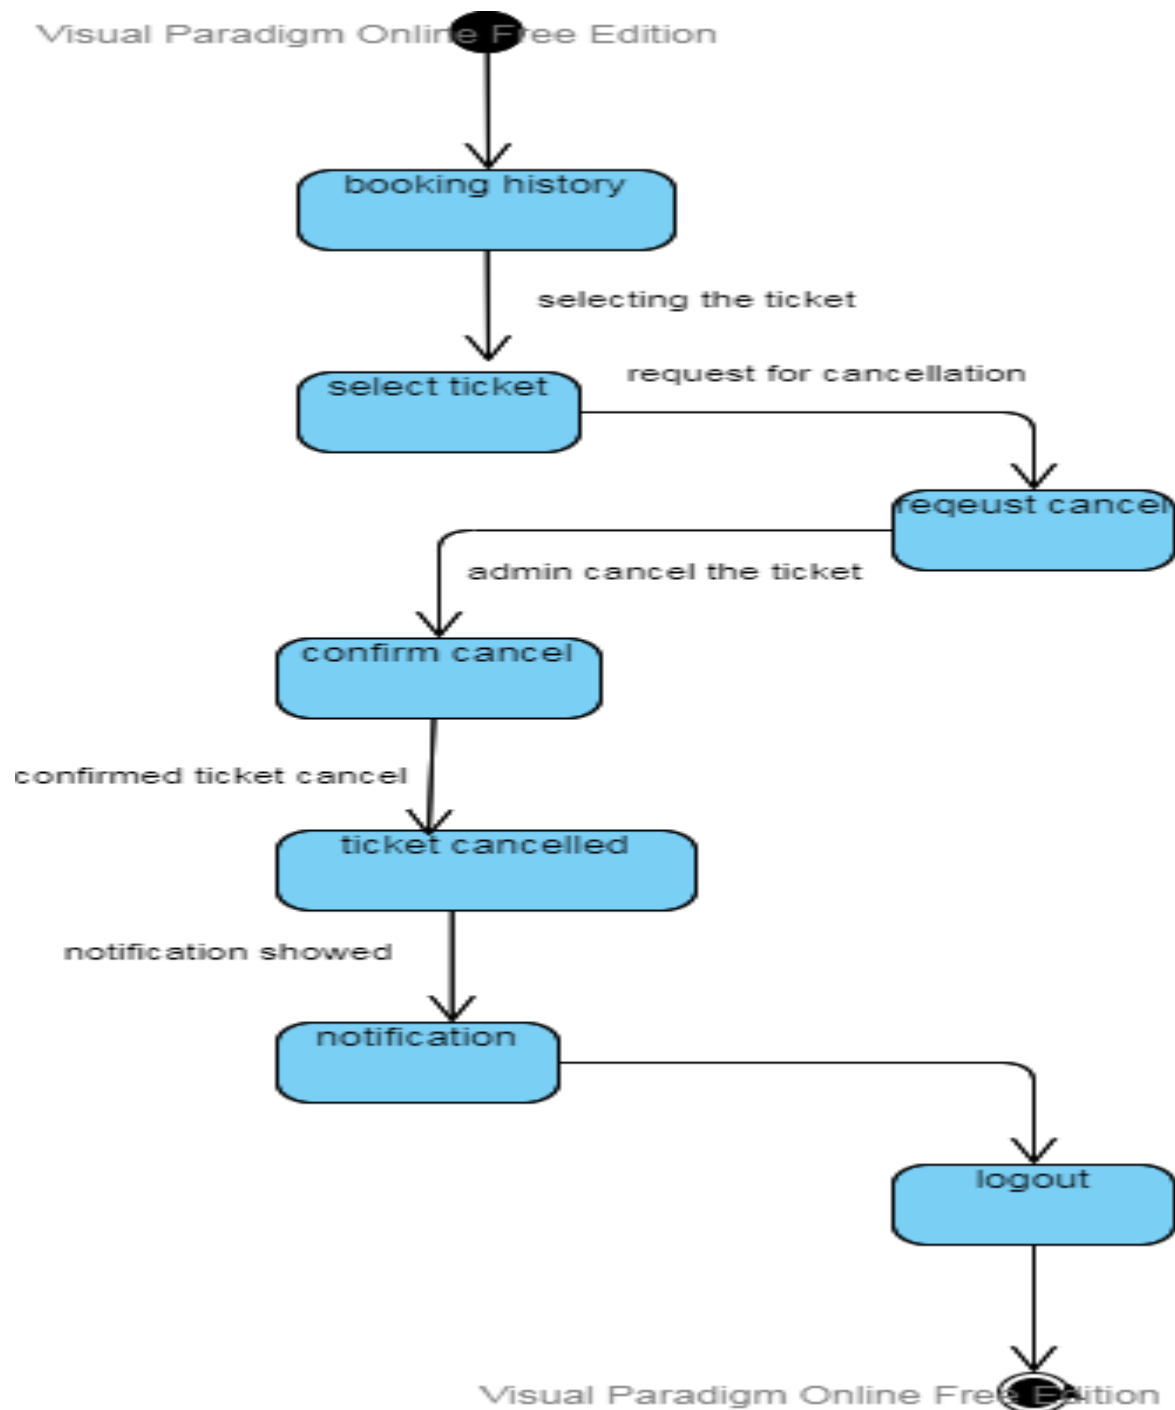 Visual Paradigm Online Free Edition
booking history
selecting the ticket
select ticket
request for cancellation
reqeust cancel
admin cancel the ticket
confirm cancel
confirmed ticket cancel
ticket cancelled
notification showed
notification
logout
Visual Paradigm Online Free Edition